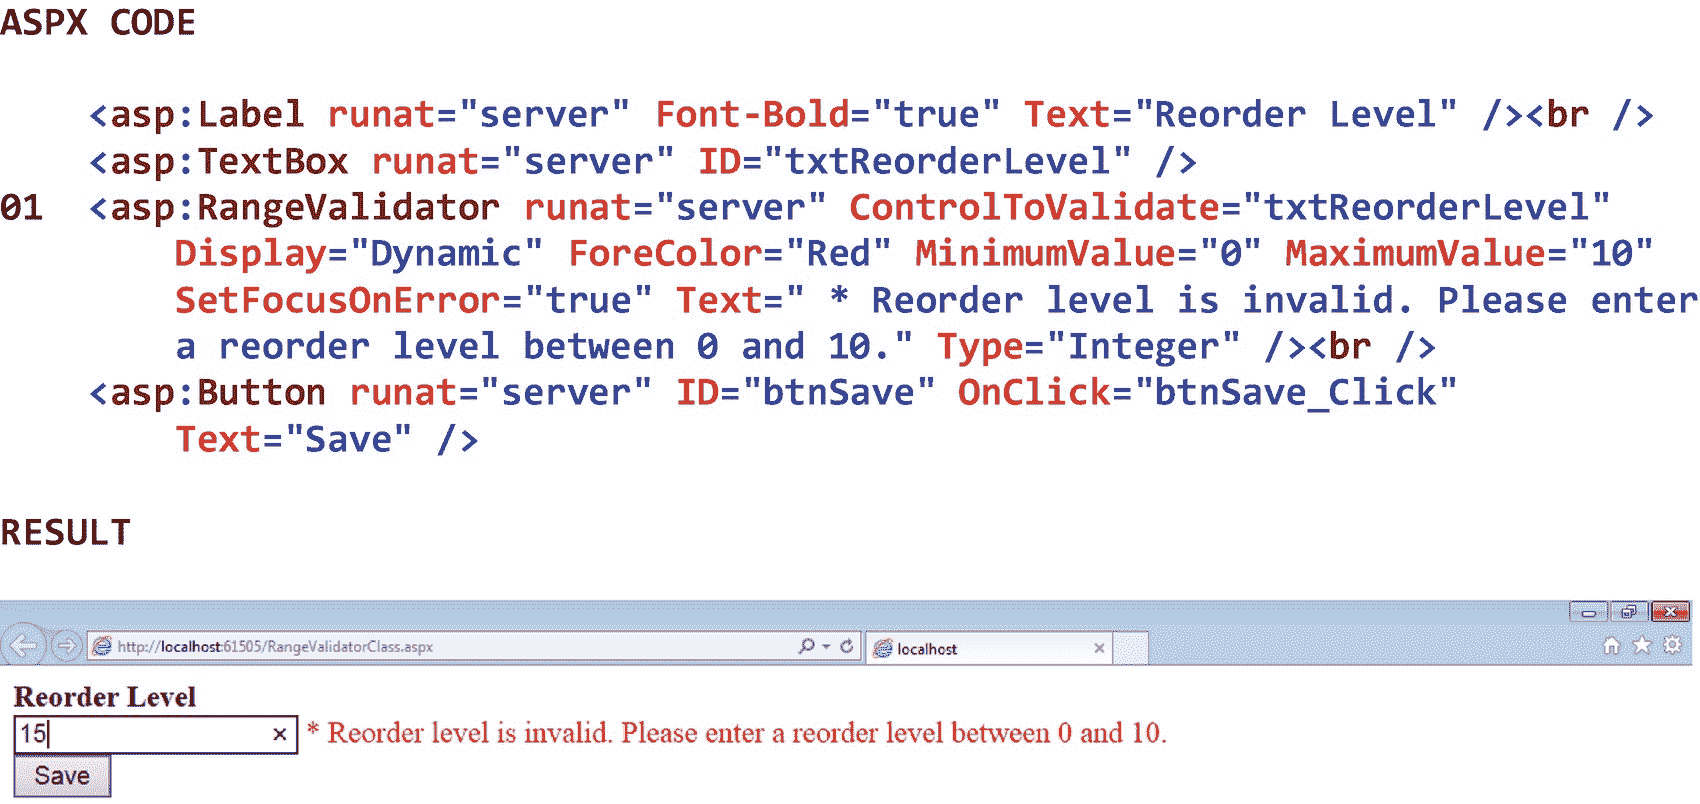 ASPX CODE
<asp:Label runat="server" Font-Bold="true" Text="Reorder Level" /><br />
<asp:TextBox runat="server" ID="txtReorderLevel" />
01 <asp:RangeValidator runat="server" ControlToValidate="txtReorderLevel"
Display="Dynamic" ForeColor="Red" MinimumValue="0" MaximumValue="10"
SetFocusOnError="true" Text=" * Reorder level is invalid. Please enter
a reorder level between 0 and 10." Type="Integer" /><br />
<asp:Button runat="server" ID="btnSave" OnClick="btnSave_Click"
Text="Save" />
RESULT
http://localhost:61505/RangeValidatorClass.aspx
localhost
Reorder Level
15
* Reorder level is invalid. Please enter a reorder level between 0 and 10.
Save